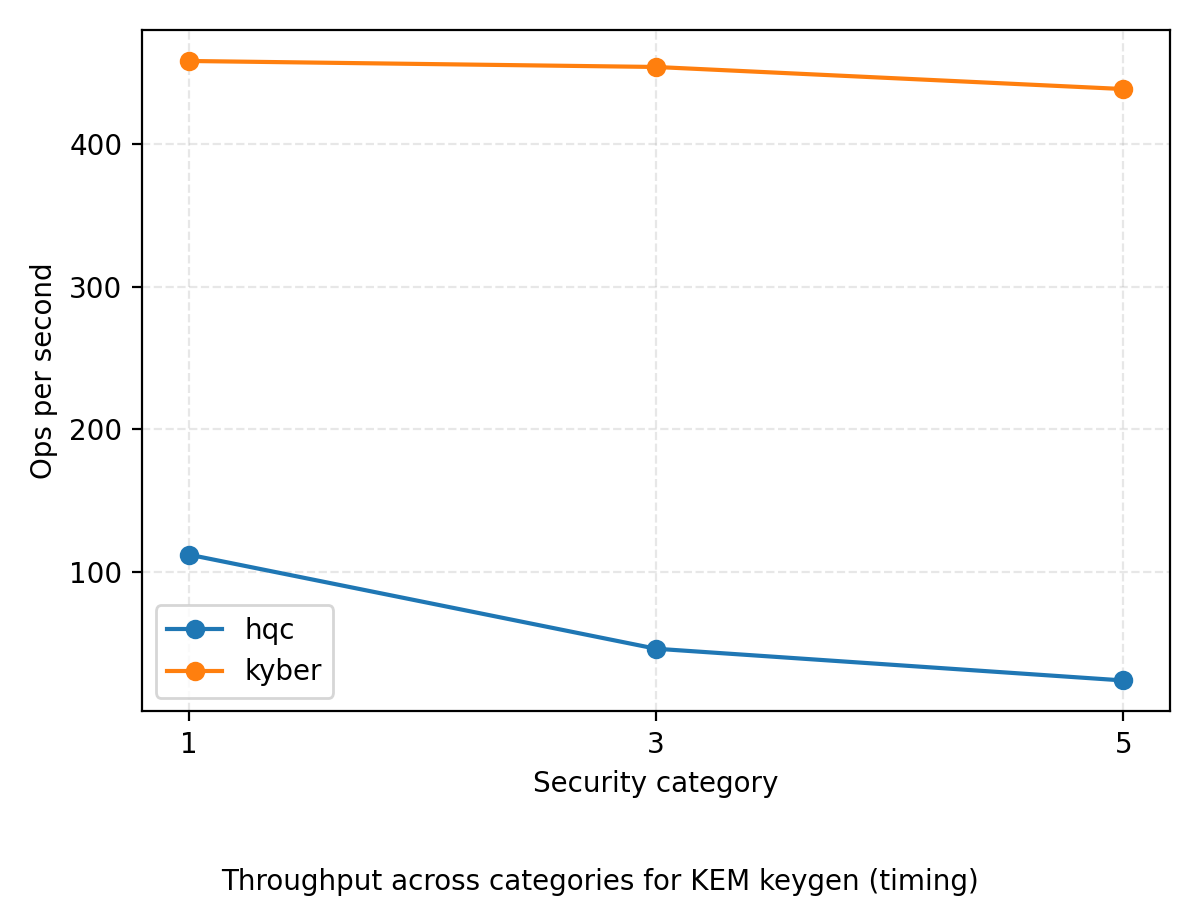 400
300
200
100
Ops per second
hqc
kyber
1 3 5
Security category
Throughput across categories for KEM keygen (timing)